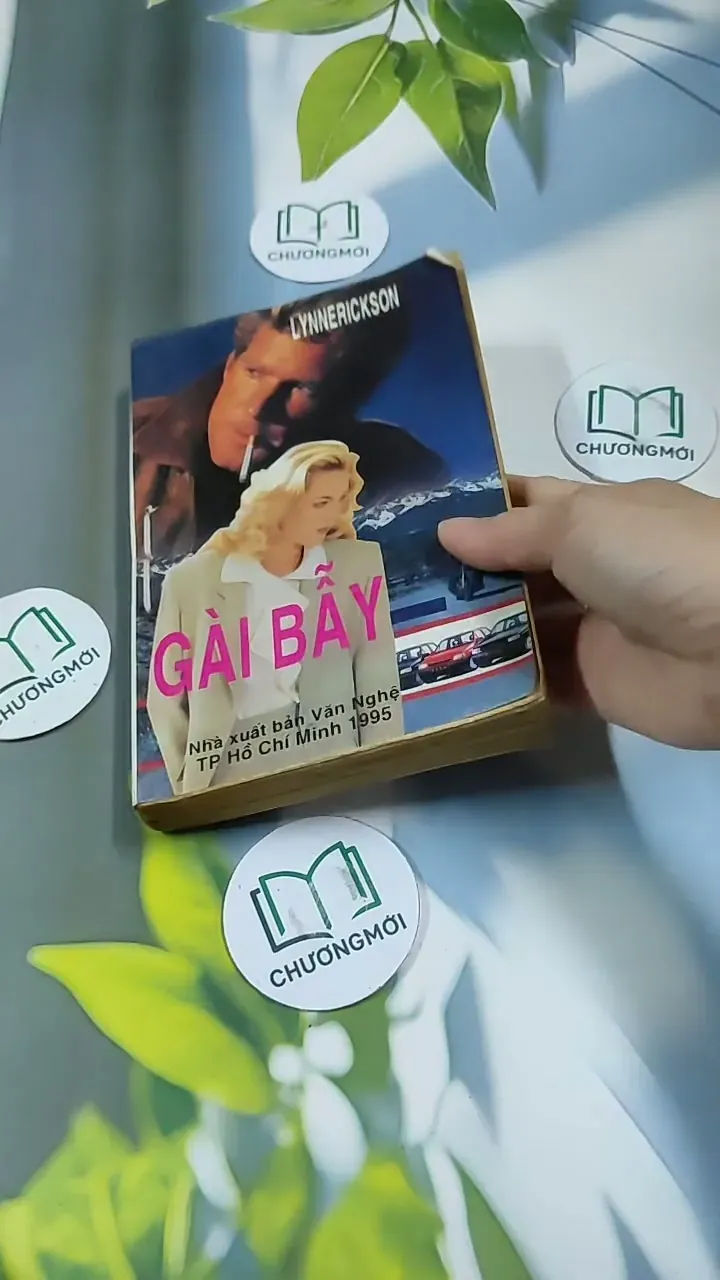 CHƯƠNGMỚI
LYNNERICKSON
CHƯƠNGMỚI
GÀI BẪY
CHƯƠNGMỚI
Nhà xuất bản Văn Nghệ
TP Hồ Chí Minh 1995
CHƯƠNGMỚI